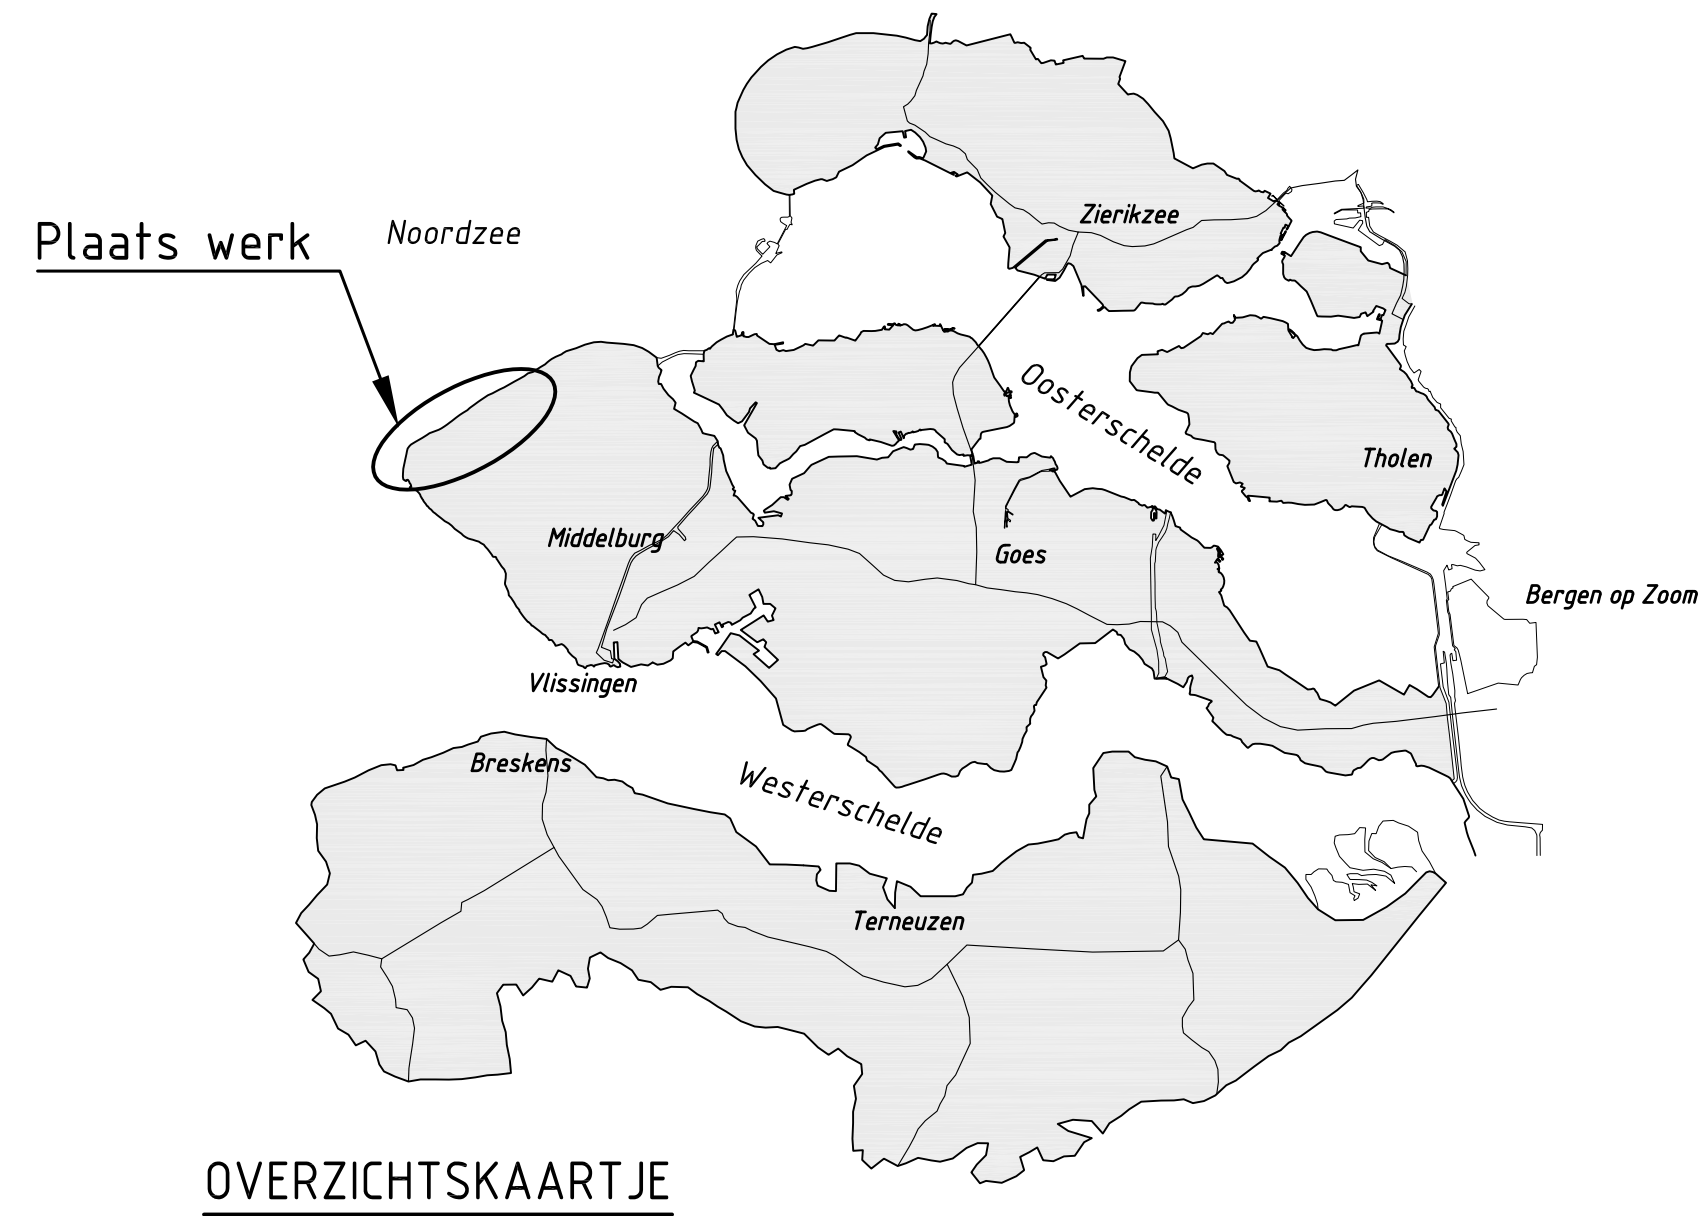 Plaats werk
Noordzee
Zierikzee
Oosterschelde
Tholen
Middelburg
Goes
Bergen op Zoom
Vlissingen
Breskens
Westerschelde
Terneuzen
OVERZICHTSKAARTJE